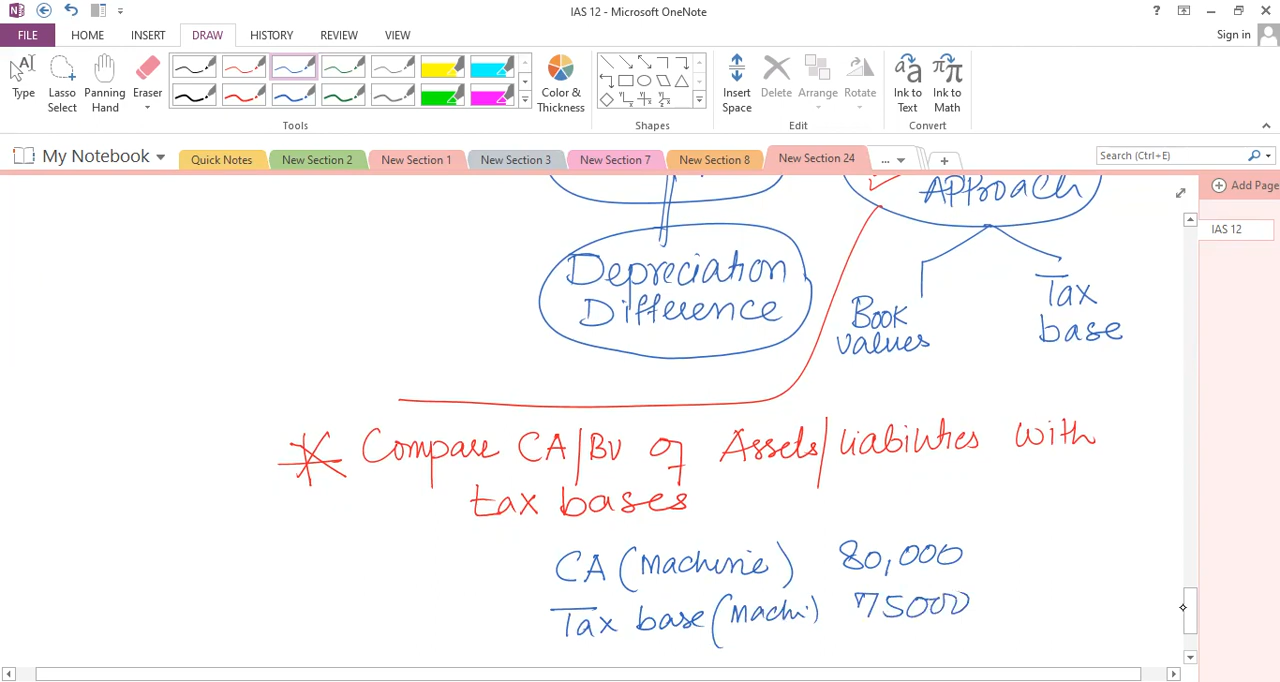 IAS 12 - Microsoft OneNote
?
FILE HOME INSERT DRAW HISTORY REVIEW VIEW
Sign in
Type
Lasso Select
Panning Hand
Eraser
Color & Thickness
Insert Space
Delete
Arrange
Rotate
Ink to Text
Ink to Math
Tools
Shapes
Edit
Convert
My Notebook
Quick Notes
New Section 2
New Section 1
New Section 3
New Section 7
New Section 8
New Section 24
...
Search (Ctrl+E)
Add Page
IAS 12
APProach
Depreciation
Difference
Book
values
Tax
base
Compare CA/BV of Assets/liabilities with
tax bases
CA (Machine) 80,000
Tax base (Machi) 75000